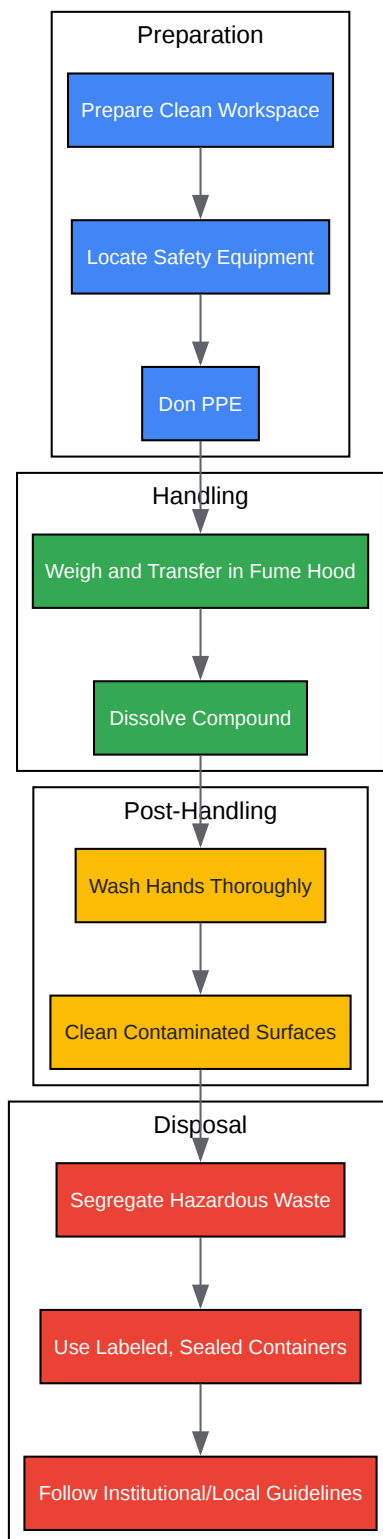 Preparation
Prepare Clean Workspace
Locate Safety Equipment
Don PPE
Handling
Weigh and Transfer in Fume Hood
Dissolve Compound
Post-Handling
Wash Hands Thoroughly
Clean Contaminated Surfaces
Disposal
Segregate Hazardous Waste
Use Labeled, Sealed Containers
Follow Institutional/Local Guidelines